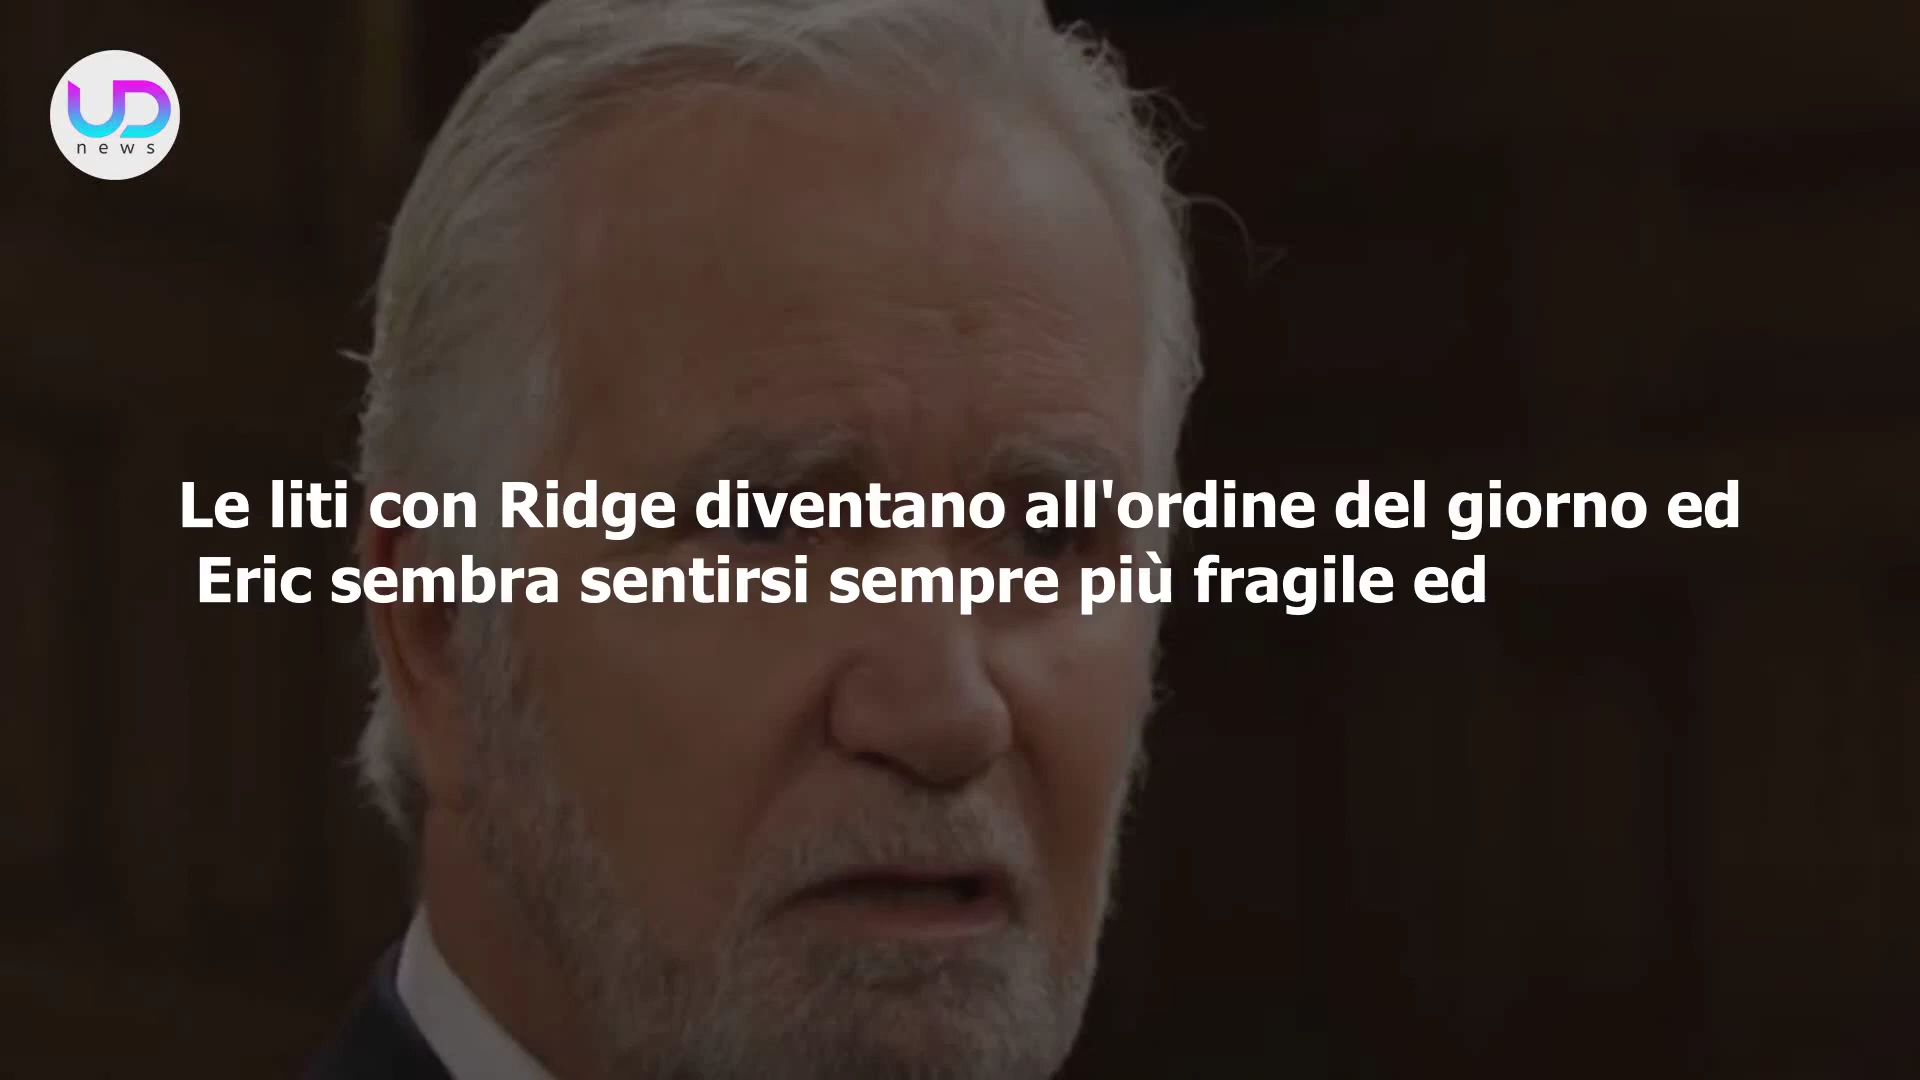 UD
news
Le liti con Ridge diventano all'ordine del giorno ed
Eric sembra sentirsi sempre più fragile ed